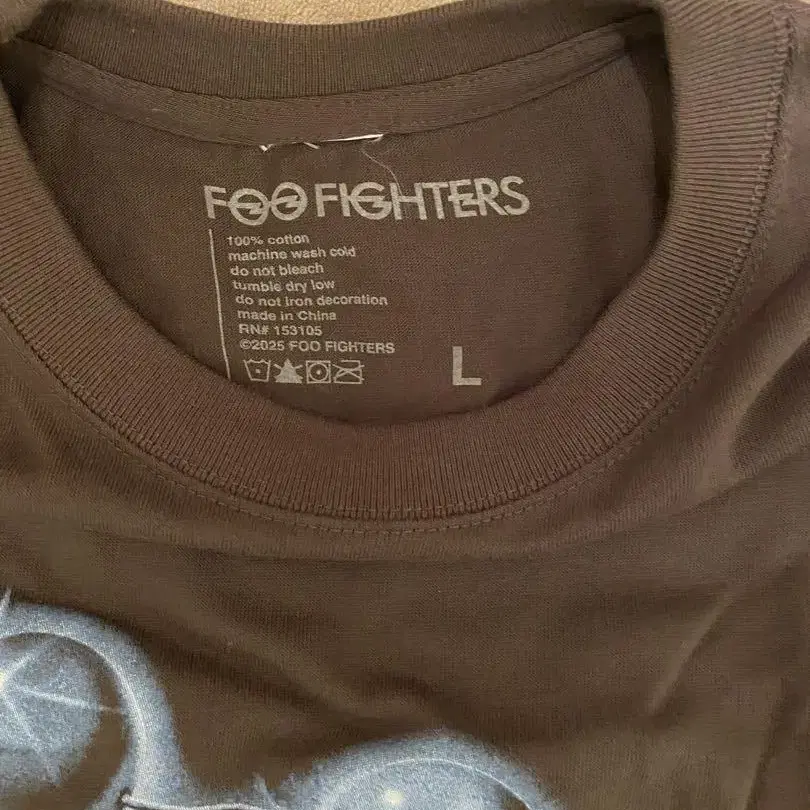 FOO FIGHTERS
100% cotton
machine wash cold
do not bleach
tumble dry low
do not iron decoration
made in China
RN# 153105
©2025 FOO FIGHTERS
L